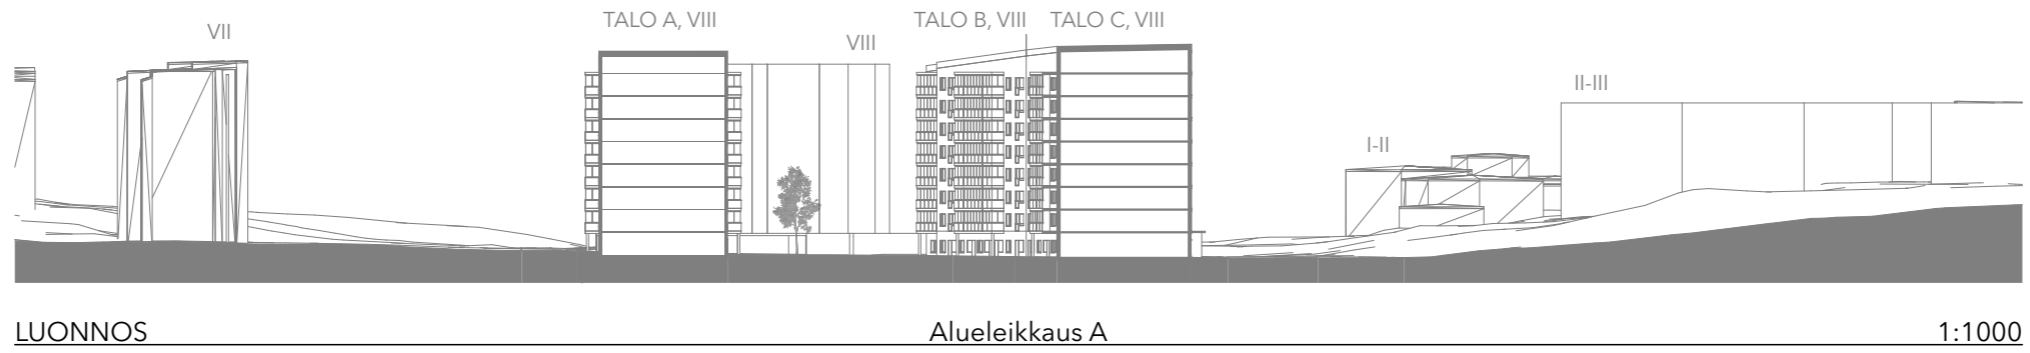 VII
TALO A, VIII
VIII
TALO B, VIII
TALO C, VIII
I-II
II-III
LUONNOS
Alueleikkaus A
1:1000